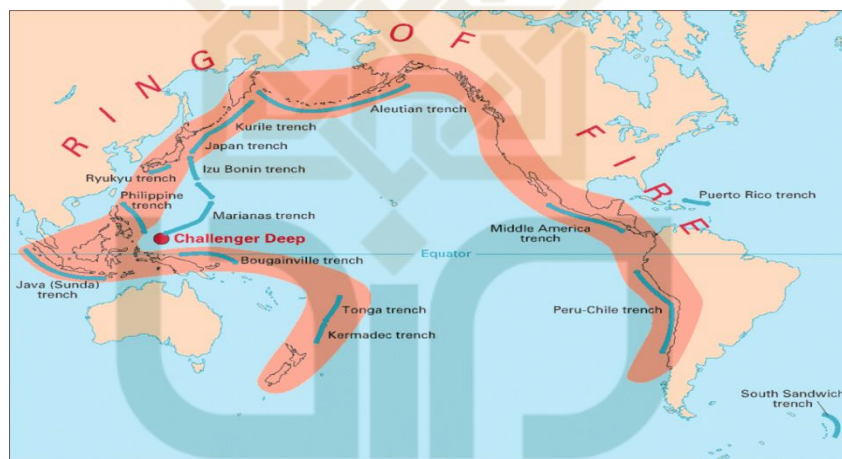 RING OF FIRE
Aleutian trench
Kurile trench
Japan trench
Izu Bonin trench
Ryukyu trench
Philippine
trench
Marianas trench
Challenger Deep
Bougainville trench
Equator
Java (Sunda)
trench
Tonga trench
Kermadec trench
Middle America
trench
Puerto Rico trench
Peru-Chile trench
South Sandwich
trench